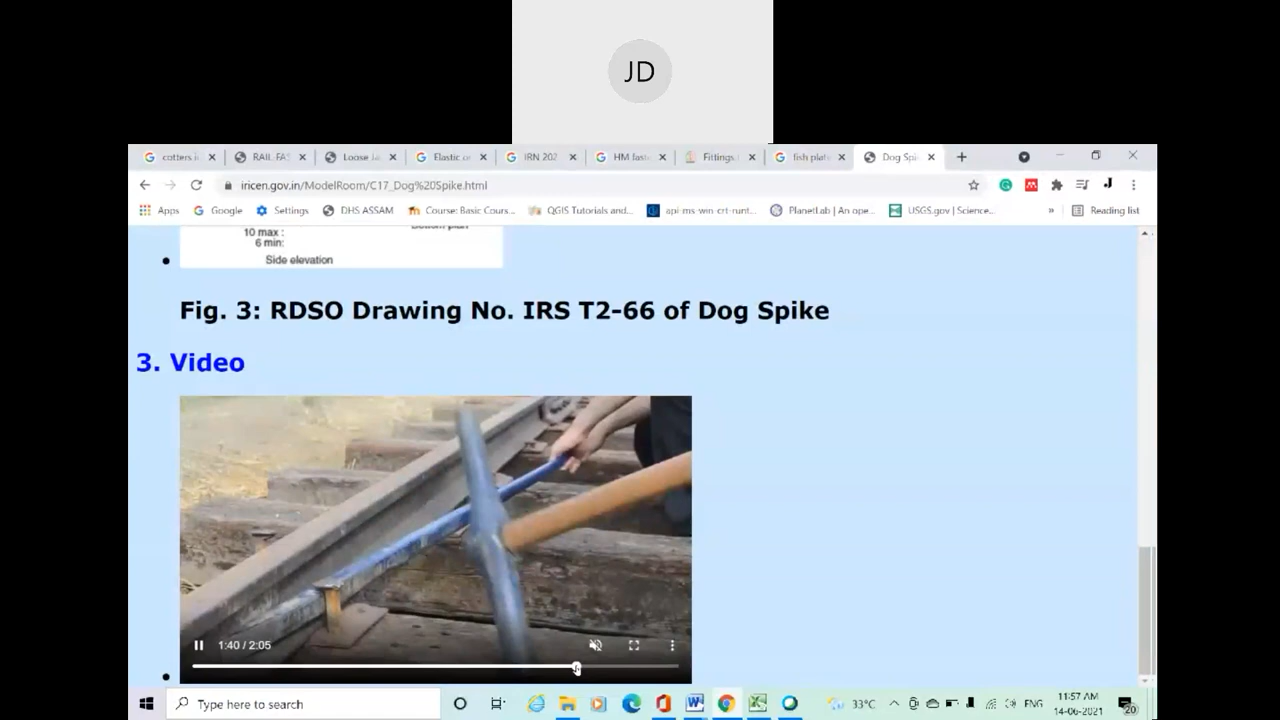 JD
cotters i
RAIL FAS
Loose Ja
Elastic or
IRN 202
HM faste
Fittings
fish plate
Dog Spi
iricen.gov.in/ModelRoom/C17_Dog%20Spike.html
Apps
Google
Settings
DHS ASSAM
Course: Basic Cours...
QGIS Tutorials and...
api-ms-win-crt-runt...
PlanetLab | An ope...
USGS.gov | Science...
»
Reading list
10 max :
6 min:
Side elevation
Fig. 3: RDSO Drawing No. IRS T2-66 of Dog Spike
3. Video
1:40 / 2:05
Type here to search
33°C
ENG
11:57 AM
14-06-2021
20